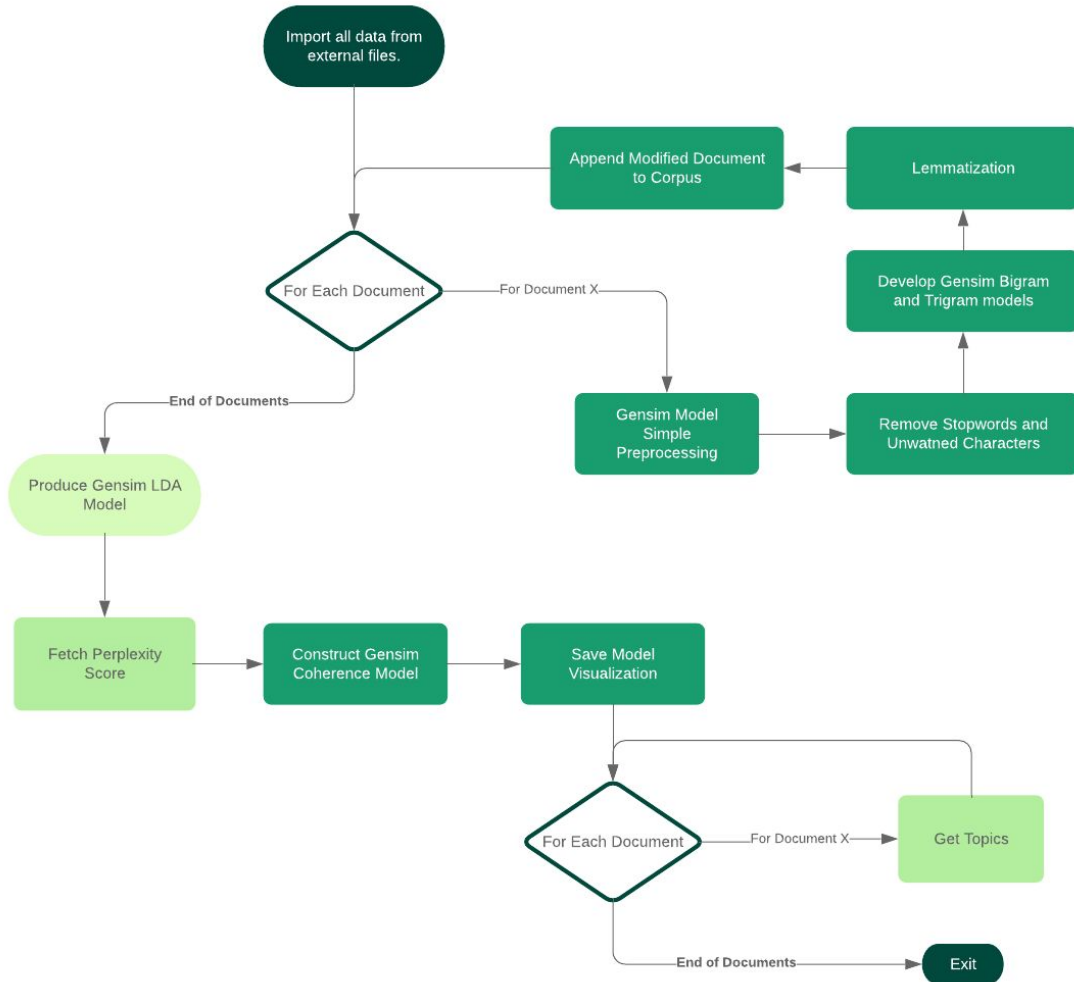 Import all data from
external files.
Append Modified Document
to Corpus
Lemmatization
For Each Document
For Document X
Develop Gensim Bigram
and Trigram models
End of Documents
Gensim Model
Simple
Preprocessing
Remove Stopwords and
Unwatned Characters
Produce Gensim LDA
Model
Fetch Perplexity
Score
Construct Gensim
Coherence Model
Save Model
Visualization
For Each Document
For Document X
Get Topics
End of Documents
Exit